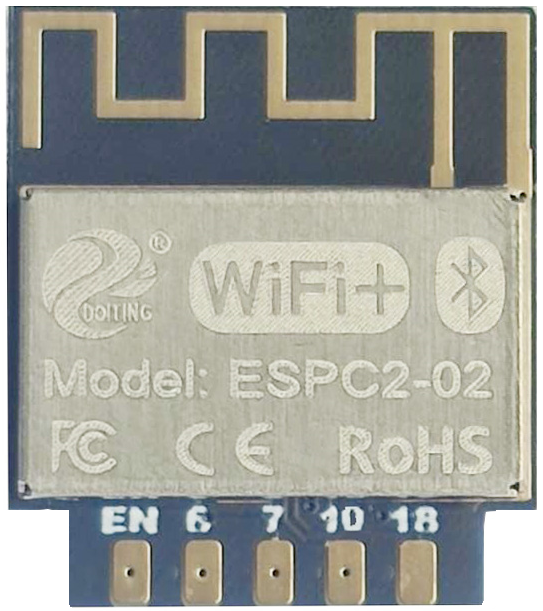 ® DOITING WiFi+
Model: ESPC2-02
FC CE RoHS
EN 6 7 10 18